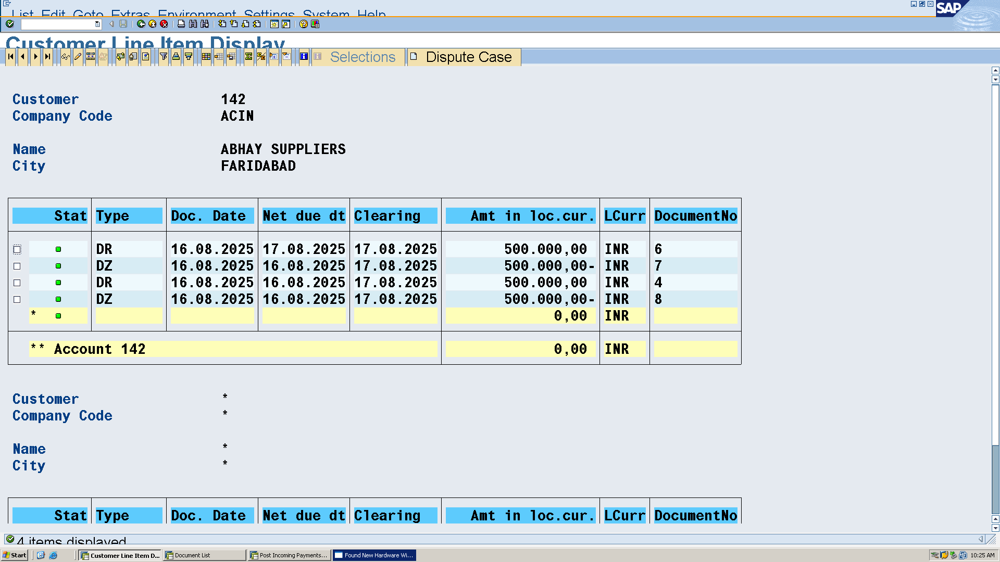 List Edit Goto Extras Environment Settings System Help
SAP
Customer Line Item Display
Selections Dispute Case
Customer 142
Company Code ACIN
Name ABHAY SUPPLIERS
City FARIDABAD
Stat Type Doc. Date Net due dt Clearing Amt in loc.cur. LCurr DocumentNo
DR 16.08.2025 17.08.2025 17.08.2025 500.000,00 INR 6
DZ 16.08.2025 16.08.2025 17.08.2025 500.000,00- INR 7
DR 16.08.2025 16.08.2025 17.08.2025 500.000,00 INR 4
DZ 16.08.2025 16.08.2025 17.08.2025 500.000,00- INR 8
* 0,00 INR
** Account 142 0,00 INR
Customer *
Company Code *
Name *
City *
Stat Type Doc. Date Net due dt Clearing Amt in loc.cur. LCurr DocumentNo
4 items displayed
Start Customer Line Item D... Document List Post Incoming Payments... Found New Hardware Wi... 10:25 AM